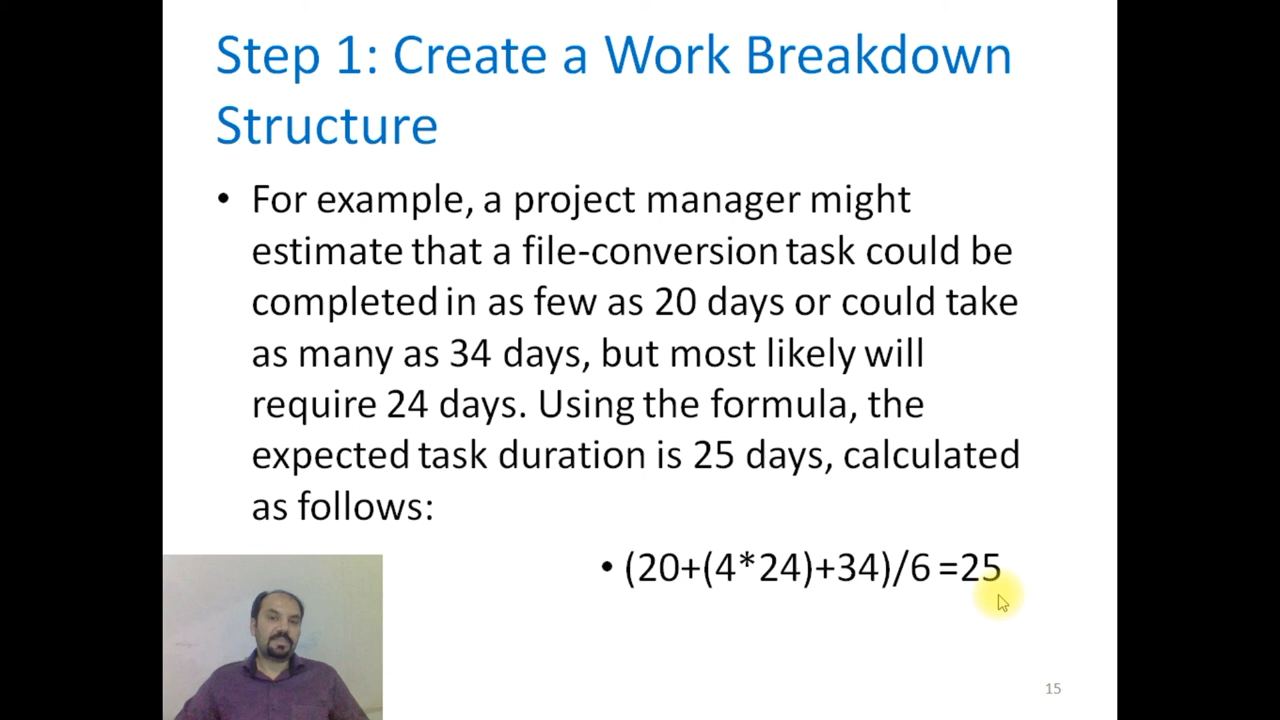 Step 1: Create a Work Breakdown
Structure
• For example, a project manager might
estimate that a file-conversion task could be
completed in as few as 20 days or could take
as many as 34 days, but most likely will
require 24 days. Using the formula, the
expected task duration is 25 days, calculated
as follows:
• (20+(4*24)+34)/6 =25
15